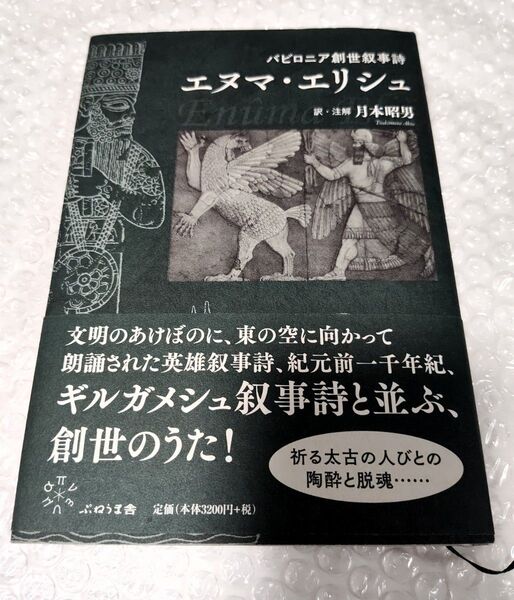 バビロニア創世叙事詩
エヌマ・エリシュ
Enūma
訳・注解 月本昭男
Tsukimoto Akio
文明のあけぼのに、東の空に向かって
朗誦された英雄叙事詩、紀元前一千年紀、
ギルガメシュ叙事詩と並ぶ、
創世のうた!
祈る太古の人びとの
陶酔と脱魂……
ぷねうま舎
定価(本体3200円+税)